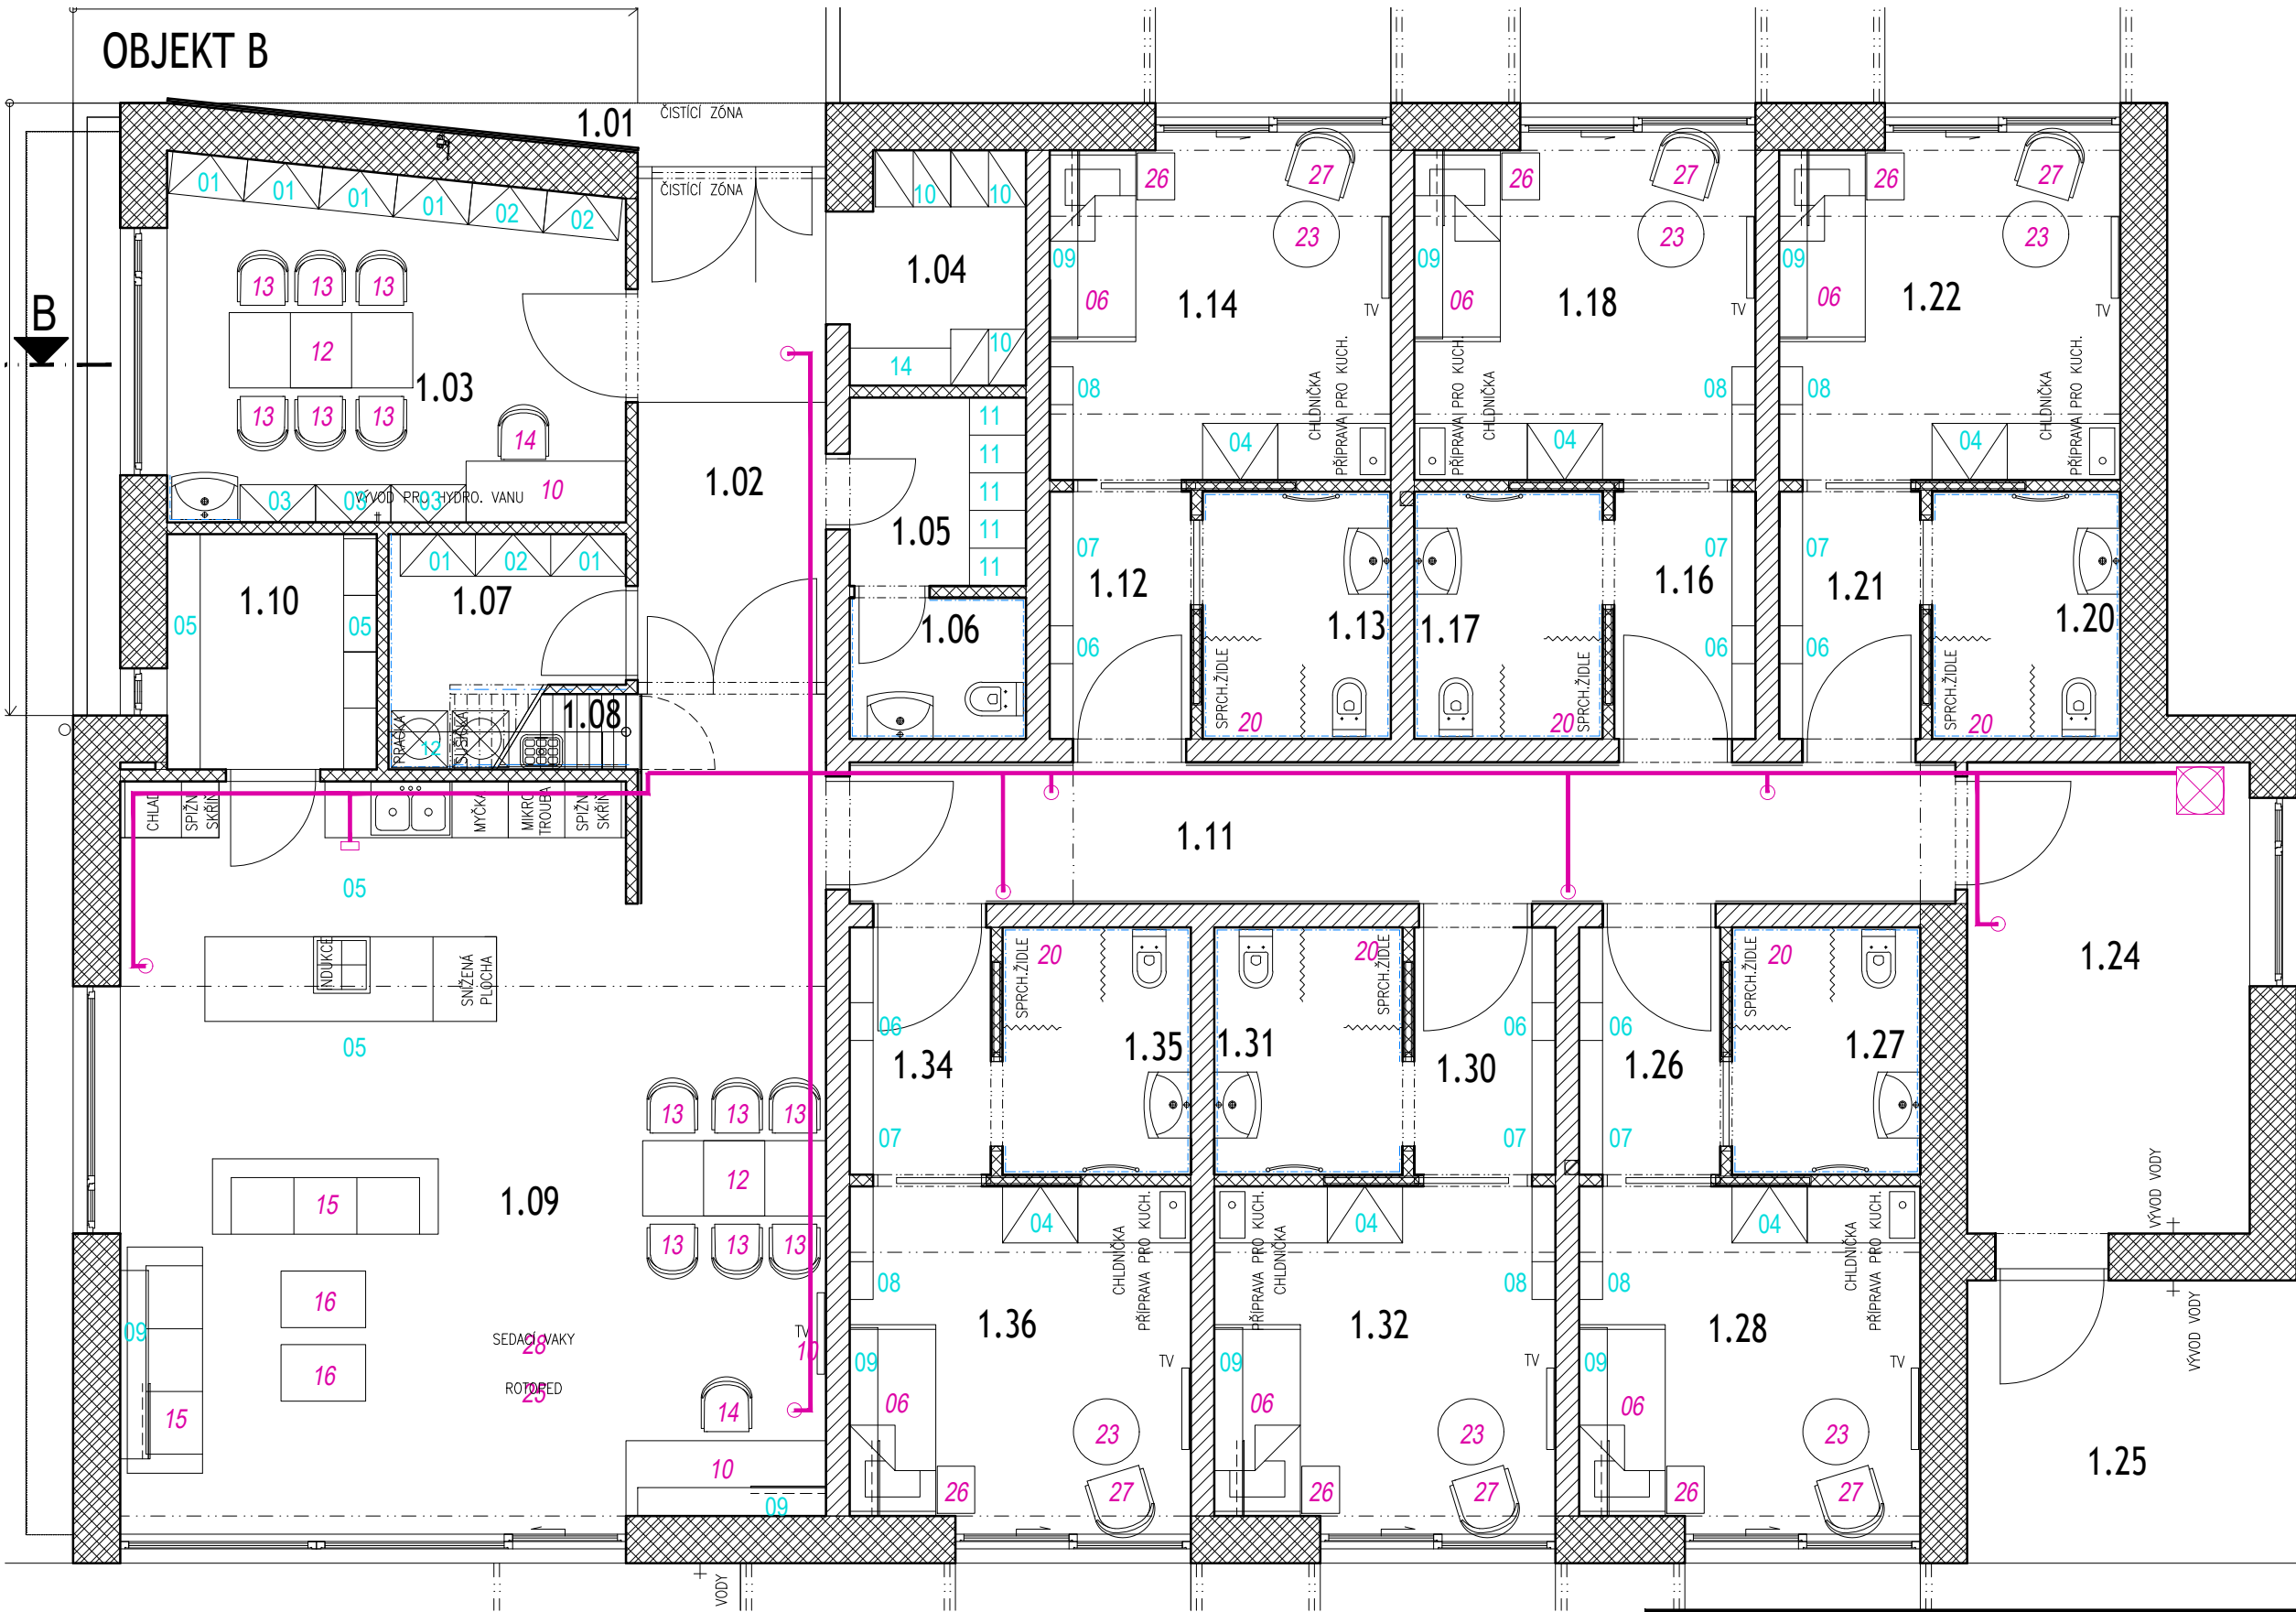 OBJEKT B
1.01 ČISTÍCÍ ZÓNA
ČISTÍCÍ ZÓNA
01 01 01 01 02 02
10 10
26 27 26 27 26 27
23 23 23
13 13 13
1.04
09 09 09
06 1.14 06 1.18 06 1.22
TV TV TV
B
12
10
14
1.03
13 13 13
14
08 08 08
CHLDNIČKA
PŘÍPRAVA PRO KUCH.
PŘÍPRAVA PRO KUCH.
CHLDNIČKA
CHLDNIČKA
PŘÍPRAVA PRO KUCH.
04 04 04
11
11
11
11
11
03 03 03
VÝVOD PRO HYDRO. VANU
10
1.02
1.05
01 02 01
07 07 07
1.10 1.07
05 05
1.12 1.13 1.17 1.16 1.21 1.20
1.06
06 06 06
SPRCH.ŽIDLE
SPRCH.ŽIDLE
SPRCH.ŽIDLE
20 20 20
1.08
PRAČKA
12
SUŠIČKA
CHLAD
SPIŽN
SKŘÍŇ
MYČKA
MIKRO
TROUBA
SPIŽN
SKŘÍŇ
1.11
05
INDUKCE
SNÍŽENÁ
PLOCHA
05
20 20 20
SPRCH.ŽIDLE
SPRCH.ŽIDLE
SPRCH.ŽIDLE
1.24
06 06 06
1.34 1.35 1.31 1.30 1.26 1.27
07 07 07
13 13 13
12
13 13 13
1.09
15
VÝVOD VODY
VÝVOD VODY
04 04 04
CHLDNIČKA
PŘÍPRAVA PRO KUCH.
PŘÍPRAVA PRO KUCH.
CHLDNIČKA
CHLDNIČKA
PŘÍPRAVA PRO KUCH.
08 08 08
16
16
09
15
SEDACÍ VAKY
28
ROTOPED
25
TV
10
14
10
09
1.36 1.32 1.28
TV TV TV
09 09 09
06 06 06
23 23 23
26 27 26 27 26 27
1.25
VODY